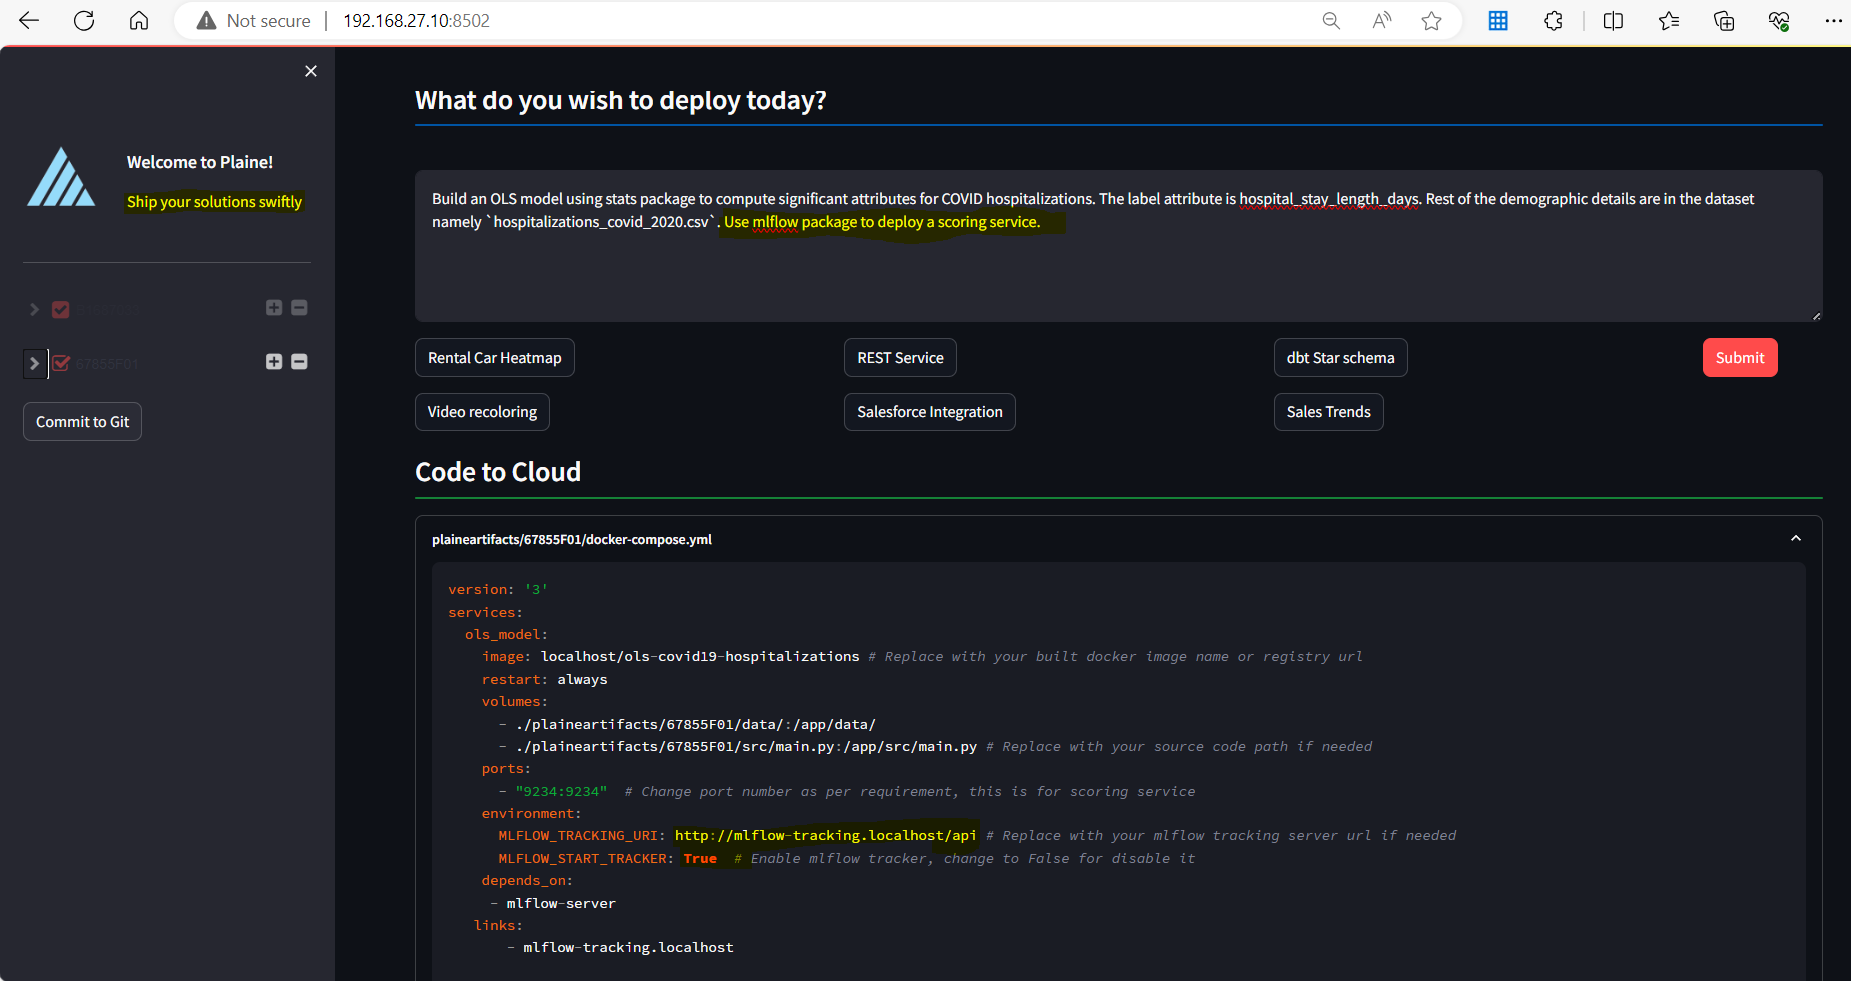 Not secure
192.168.27.10:8502
Welcome to Plaine!
Ship your solutions swiftly
67855F01
Commit to Git
What do you wish to deploy today?
Build an OLS model using stats package to compute significant attributes for COVID hospitalizations. The label attribute is hospital_stay_length_days. Rest of the demographic details are in the dataset
namely `hospitalizations_covid_2020.csv`. Use mlflow package to deploy a scoring service.
Rental Car Heatmap
REST Service
dbt Star schema
Submit
Video recoloring
Salesforce Integration
Sales Trends
Code to Cloud
plaineartifacts/67855F01/docker-compose.yml
version: '3'
services:
ols_model:
image: localhost/ols-covid19-hospitalizations # Replace with your built docker image name or registry url
restart: always
volumes:
- ./plaineartifacts/67855F01/data/:/app/data/
- ./plaineartifacts/67855F01/src/main.py:/app/src/main.py # Replace with your source code path if needed
ports:
- "9234:9234" # Change port number as per requirement, this is for scoring service
environment:
MLFLOW_TRACKING_URI: http://mlflow-tracking.localhost/api # Replace with your mlflow tracking server url if needed
MLFLOW_START_TRACKER: True # Enable mlflow tracker, change to False for disable it
depends_on:
- mlflow-server
links:
- mlflow-tracking.localhost